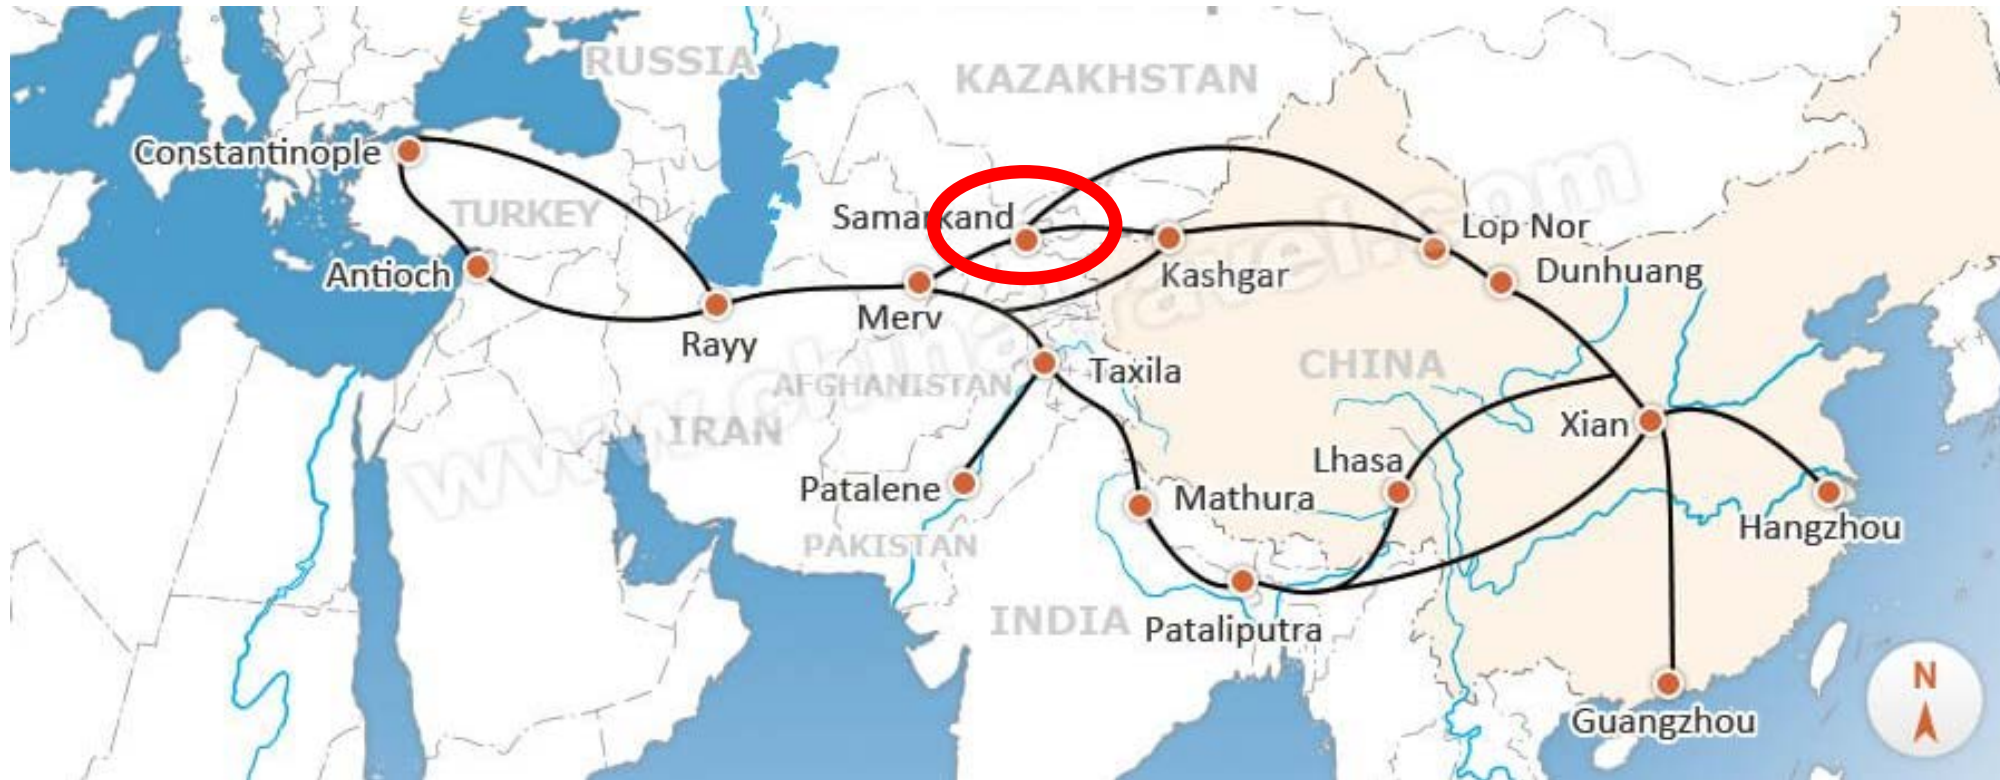 RUSSIA
KAZAKHSTAN
Constantinople
TURKEY
Samarkand
Lop Nor
Antioch
Kashgar
Dunhuang
Merv
Rayy
AFGHANISTAN
Taxila
CHINA
IRAN
Xian
Lhasa
Patalene
Mathura
Hangzhou
PAKISTAN
INDIA
Pataliputra
Guangzhou
N